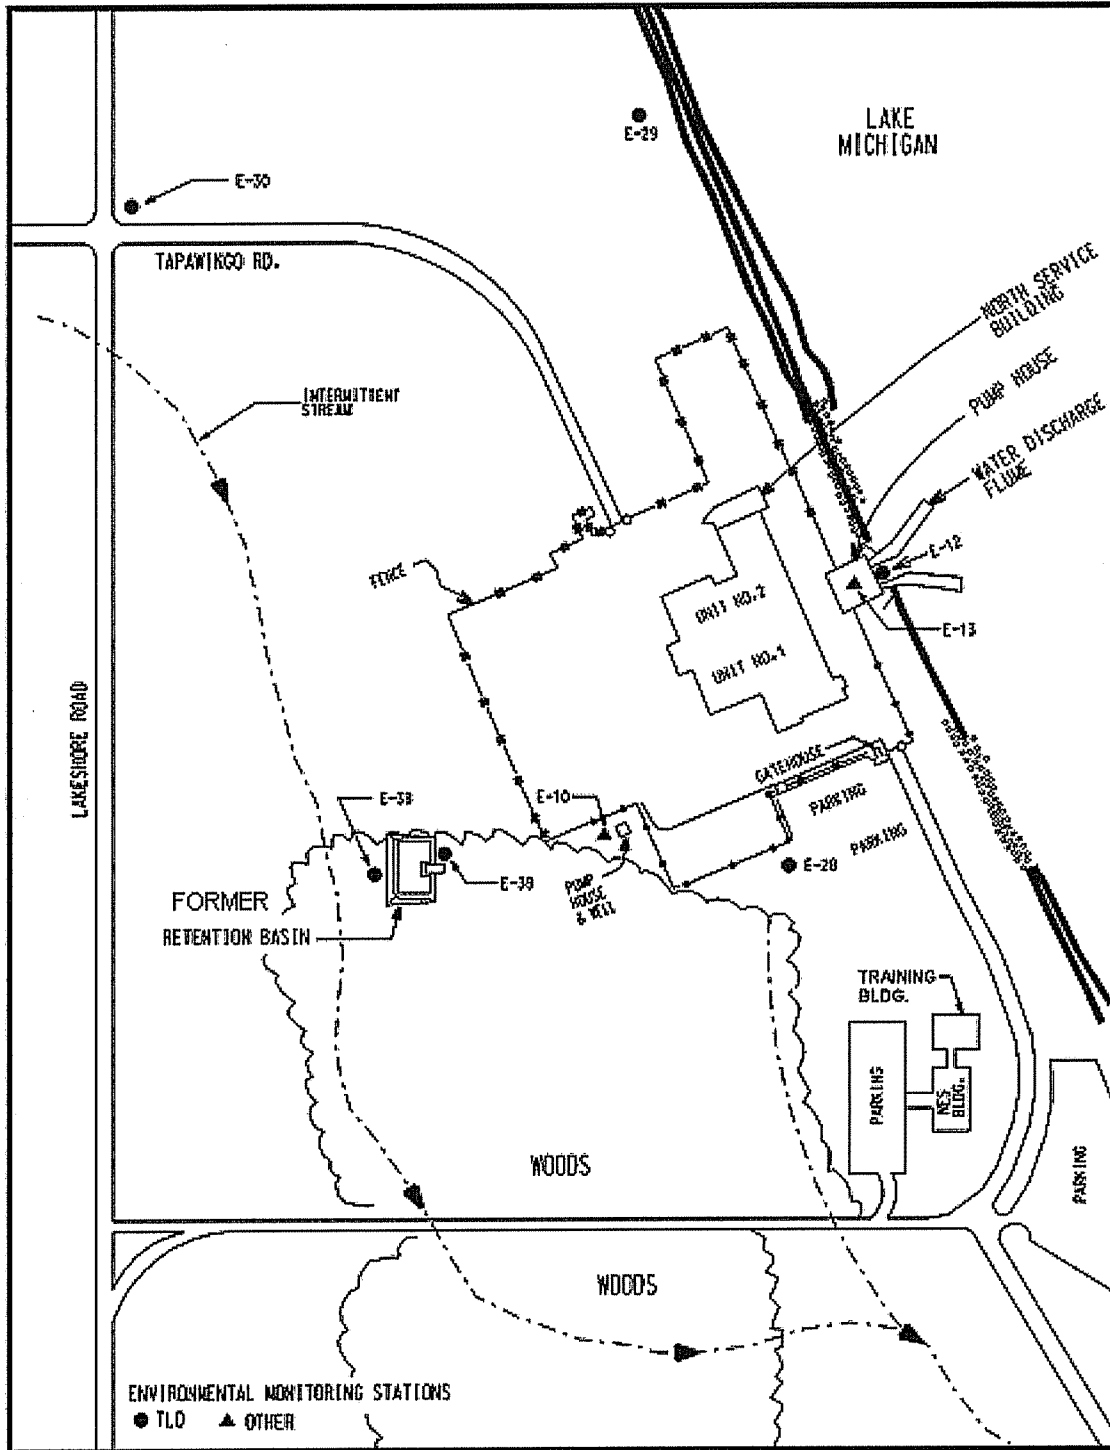 LAKE
MICHIGAN
E-29
E-30
TAPAWINGO RD.
NORTH SERVICE
BUILDING
PUMP HOUSE
WATER DISCHARGE
FLUME
INTERMITTENT
STREAM
E-12
FENCE
UNIT NO.2
E-13
UNIT NO.1
LAKESHORE ROAD
GATEHOUSE
PARKING
PARKING
E-10
E-20
PUMP
HOUSE
& WELL
E-39
FORMER
RETENTION BASIN
TRAINING
BLDG.
PARKING
NES
BLDG.
PARKING
WOODS
WOODS
ENVIRONMENTAL MONITORING STATIONS
TLD
OTHER